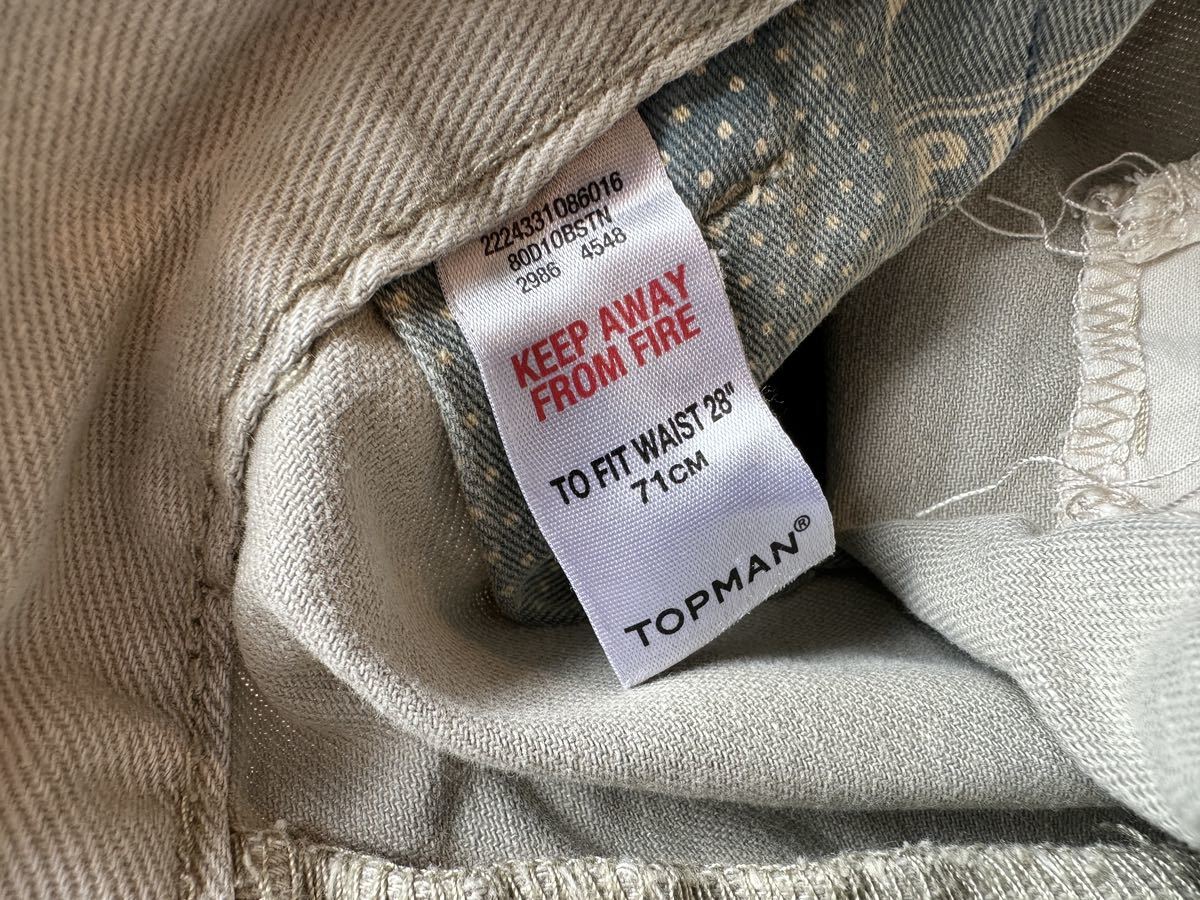 2224331086016
80D10BSTN
2986 4548
KEEP AWAY
FROM FIRE
TO FIT WAIST 28"
71CM
TOPMAN®